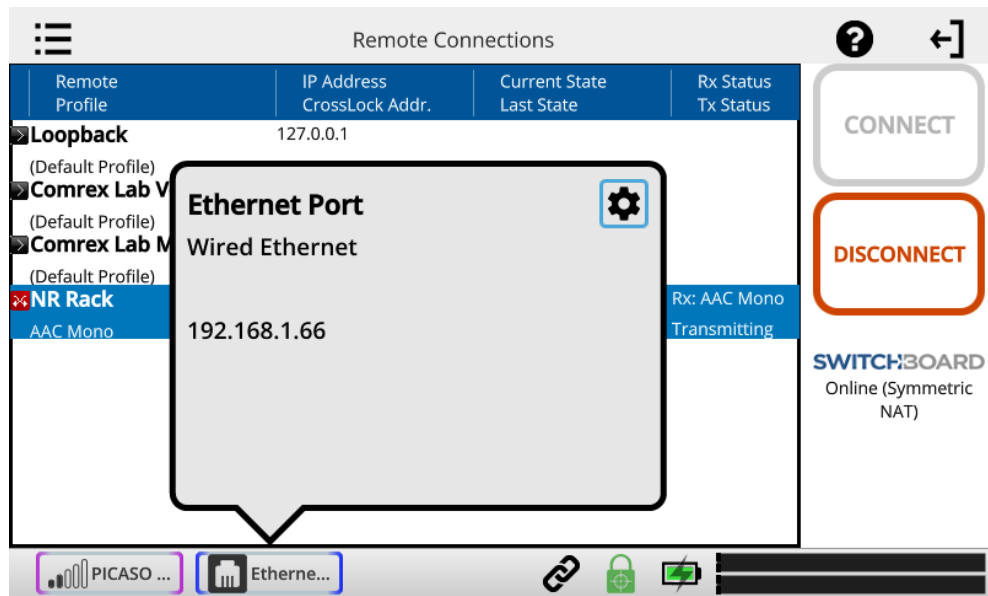 Remote Connections
Remote
Profile
IP Address
CrossLock Addr.
Current State
Last State
Rx Status
Tx Status
Loopback
127.0.0.1
(Default Profile)
Comrex Lab V
(Default Profile)
Comrex Lab M
(Default Profile)
NR Rack
Rx: AAC Mono
AAC Mono
Transmitting
Ethernet Port
Wired Ethernet
192.168.1.66
CONNECT
DISCONNECT
SWITCHBOARD
Online (Symmetric
NAT)
PICASO ...
Etherne...